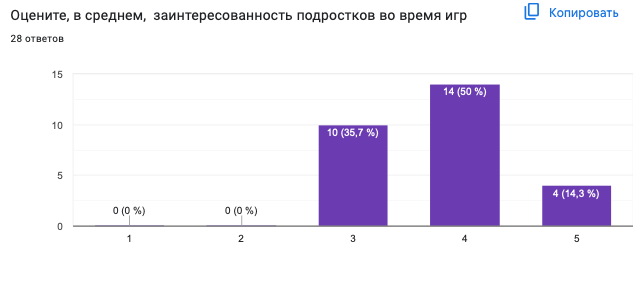 Оцените, в среднем,  заинтересованность подростков во время игр
Копировать
28 ответов
15
10
5
0
0 (0 %)
0 (0 %)
10 (35,7 %)
14 (50 %)
4 (14,3 %)
1
2
3
4
5